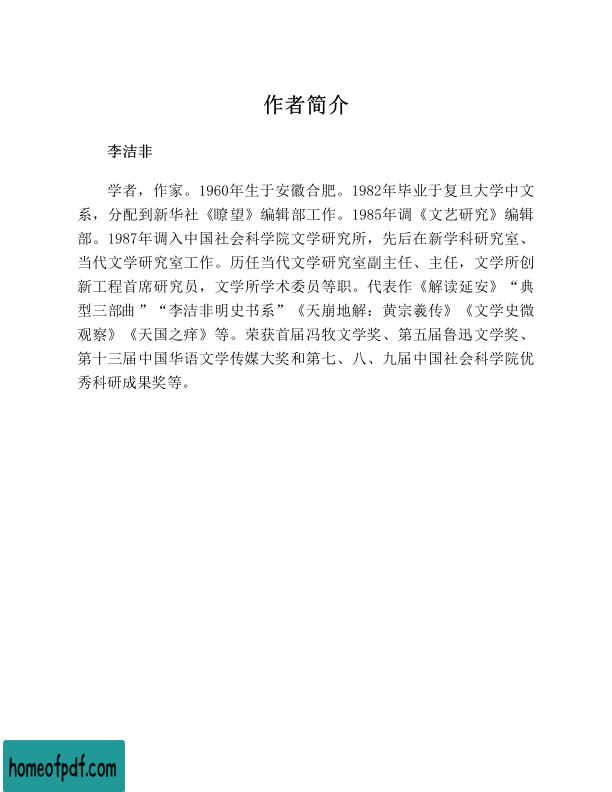 作者简介
李洁非
学者，作家。1960年生于安徽合肥。1982年毕业于复旦大学中文
系，分配到新华社《瞭望》编辑部工作。1985年调《文艺研究》编辑
部。1987年调入中国社会科学院文学研究所，先后在新学科研究室、
当代文学研究室工作。历任当代文学研究室副主任、主任，文学所创
新工程首席研究员，文学所学术委员等职。代表作《解读延安》“典
型三部曲”“李洁非明史书系”《天崩地解：黄宗羲传》《文学史微
观察》《天国之痒》等。荣获首届冯牧文学奖、第五届鲁迅文学奖、
第十三届中国华语文学传媒大奖和第七、八、九届中国社会科学院优
秀科研成果奖等。
homeofpdf.com